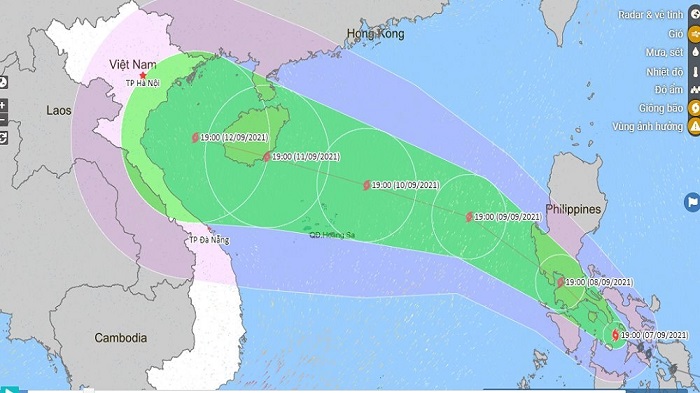 Radar & vệ tinh
Gió
Mưa, sét
Nhiệt độ
Độ ẩm
Giông bão
Vùng ảnh hưởng
Hong Kong
Việt Nam
TP Hà Nội
Laos
19:00 (12/09/2021)
19:00 (11/09/2021)
19:00 (10/09/2021)
19:00 (09/09/2021)
Philippines
QĐ.Hoàng Sa
TP Đà Nẵng
19:00 (08/09/2021)
19:00 (07/09/2021)
Cambodia